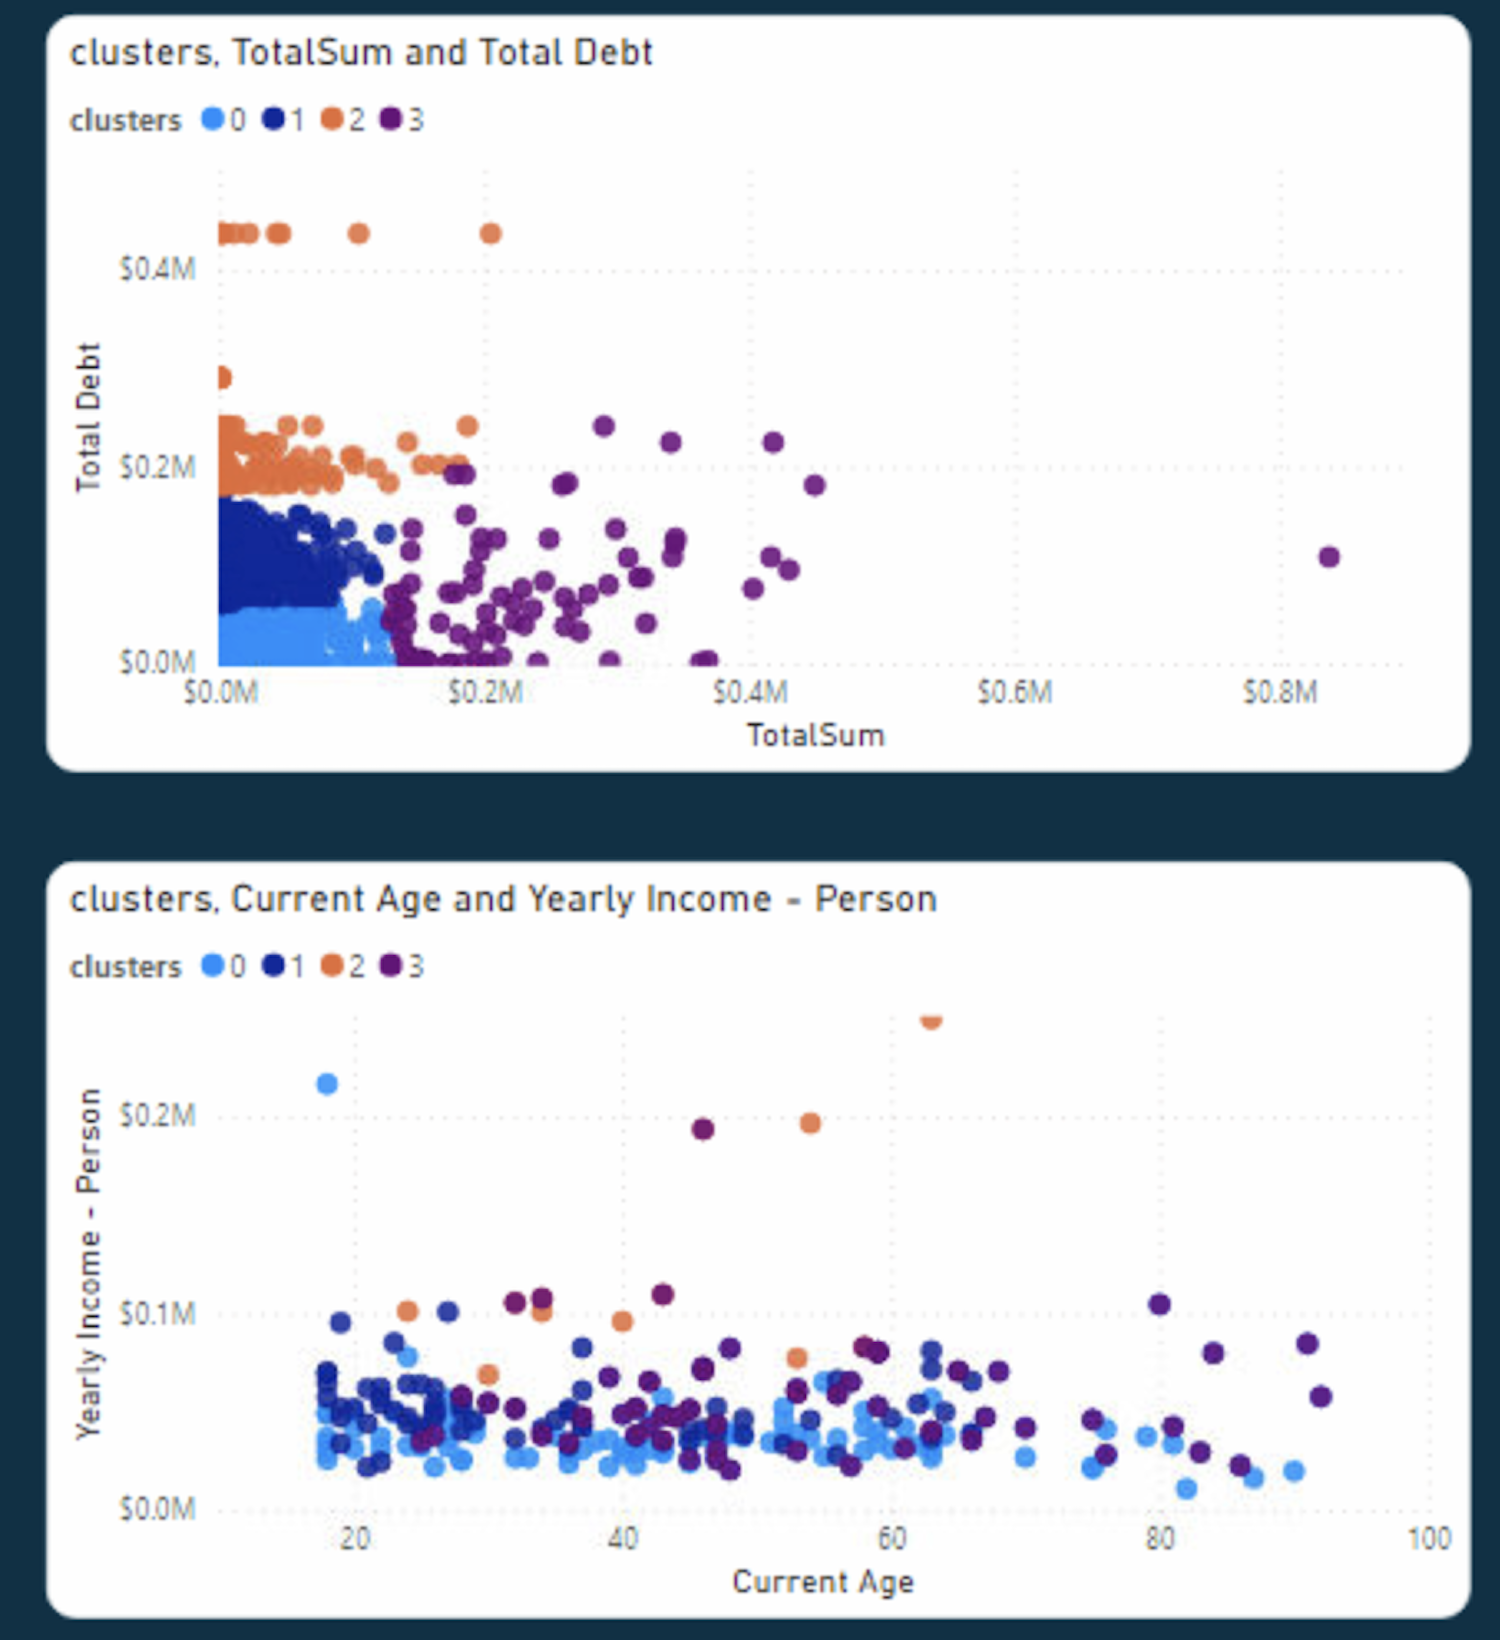 clusters, TotalSum and Total Debt
clusters 0 1 2 3
$0.4M
$0.2M
$0.0M
Total Debt
$0.0M $0.2M $0.4M $0.6M $0.8M
TotalSum
clusters, Current Age and Yearly Income - Person
clusters 0 1 2 3
$0.2M
$0.1M
$0.0M
Yearly Income - Person
20 40 60 80 100
Current Age